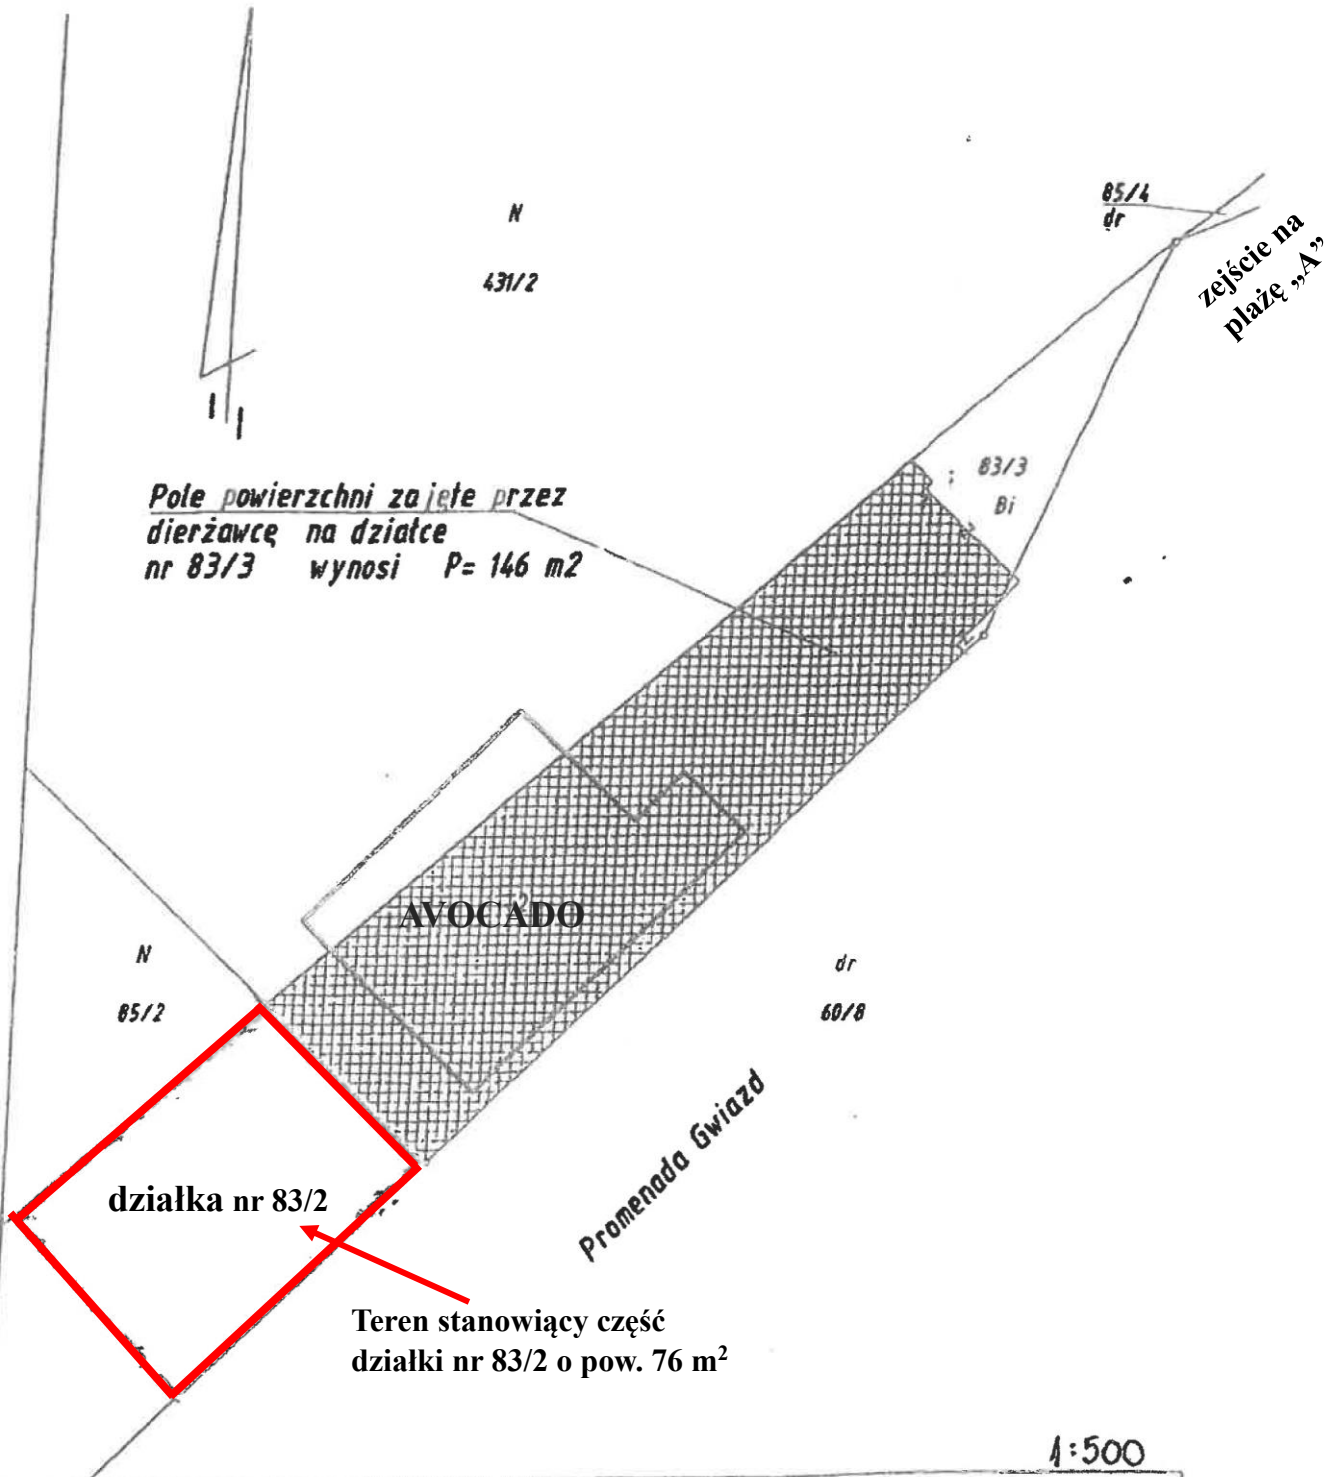 N
431/2
85/4
dr
zejście na
plażę „A”
Pole powierzchni zajęte przez
dierżawcę na działce
nr 83/3 wynosi P= 146 m2
83/3
Bi
AVOCADO
N
85/2
dr
60/8
Promenada Gwiazd
działka nr 83/2
Teren stanowiący część
działki nr 83/2 o pow. 76 m²
1:500